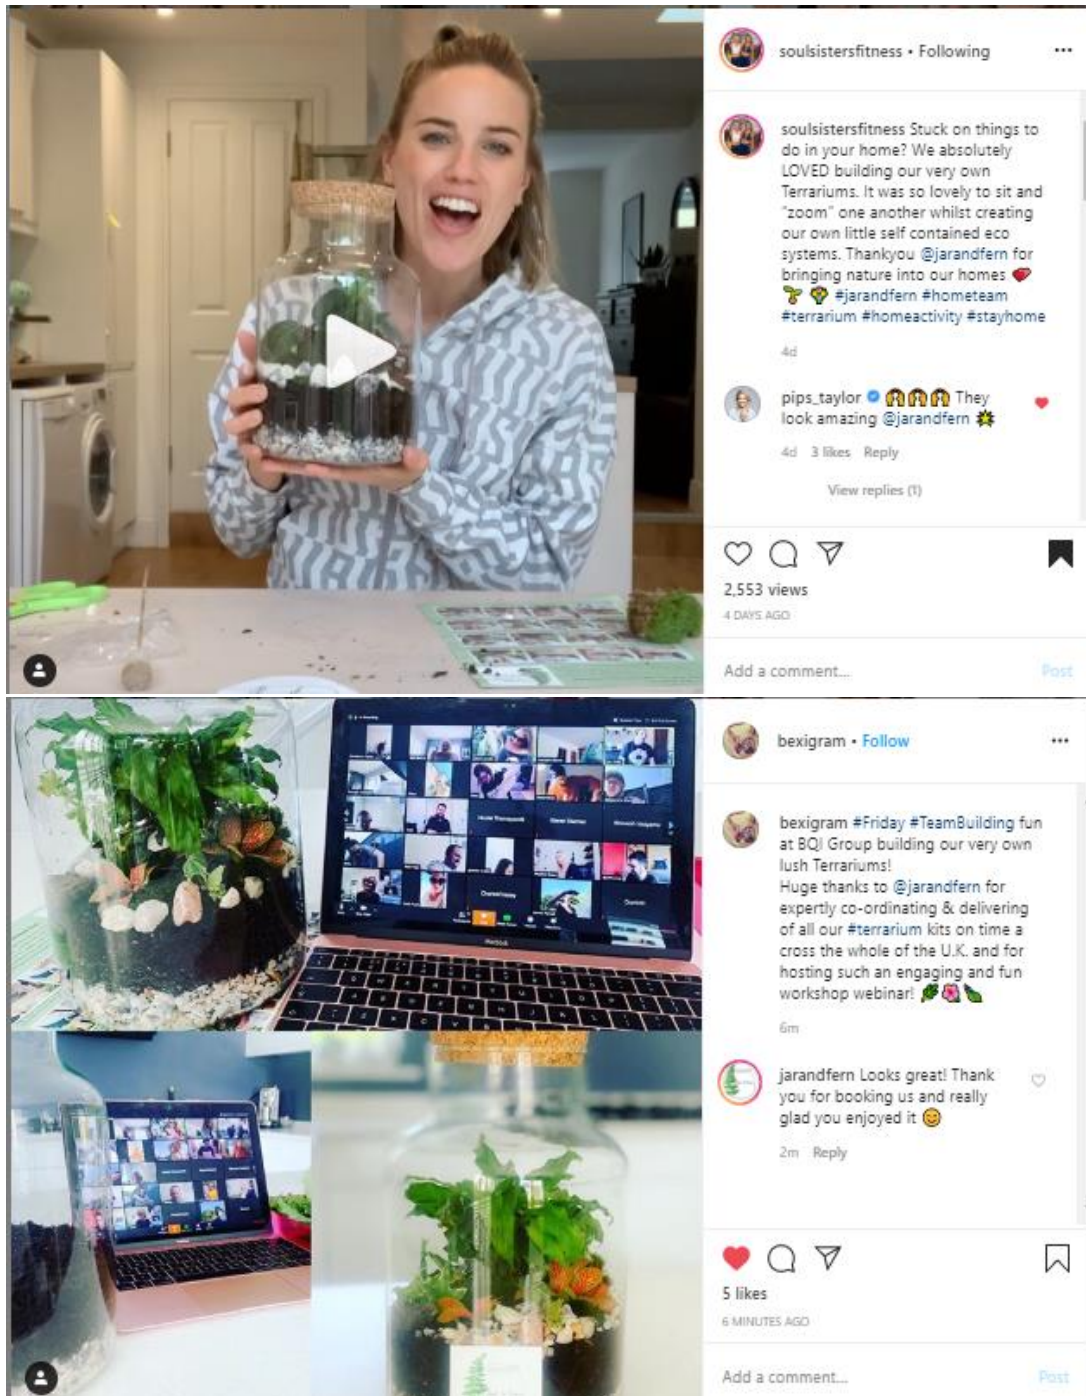 soulsistersfitness • Following
soulsistersfitness Stuck on things to
do in your home? We absolutely
LOVED building our very own
Terrariums. It was so lovely to sit and
"zoom" one another whilst creating
our own little self contained eco
systems. Thankyou @jarandfern for
bringing nature into our homes
#jarandfern #hometeam
#terrarium #homeactivity #stayhome
4d
pips_taylor They
look amazing @jarandfern
4d 3 likes Reply
View replies (1)
2,553 views
4 DAYS AGO
Add a comment... Post
bexigram • Follow
bexigram #Friday #TeamBuilding fun
at BQI Group building our very own
lush Terrariums!
Huge thanks to @jarandfern for
expertly co-ordinating & delivering
of all our #terrarium kits on time a
cross the whole of the U.K. and for
hosting such an engaging and fun
workshop webinar!
6m
jarandfern Looks great! Thank
you for booking us and really
glad you enjoyed it
2m Reply
5 likes
6 MINUTES AGO
Add a comment... Post
MacBook